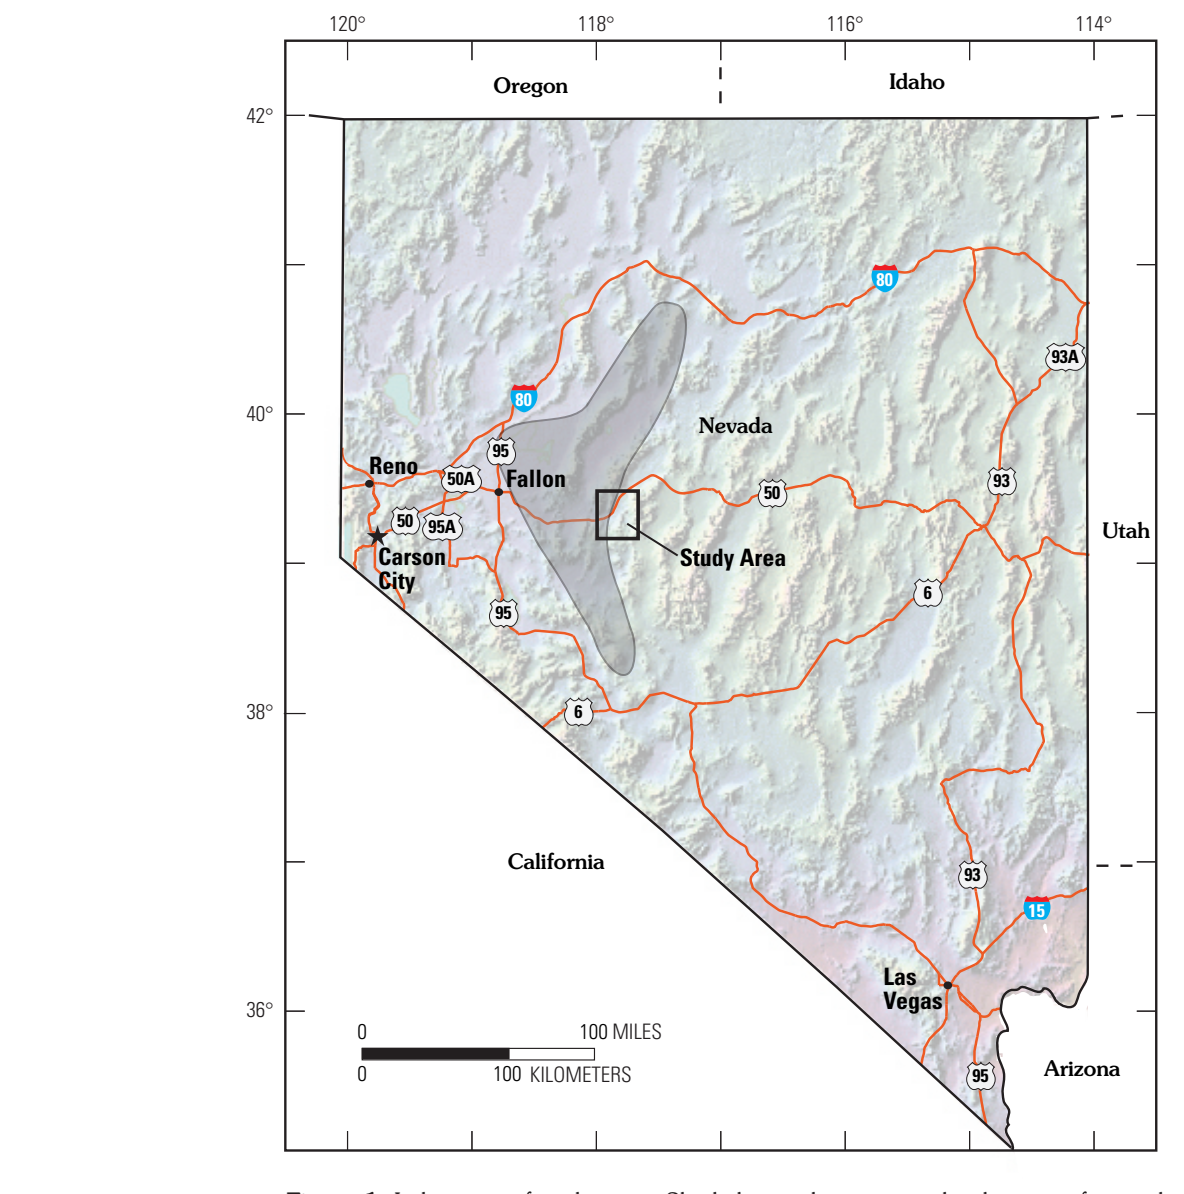 120° 118° 116° 114°
Oregon Idaho
42°
80
93A
80
40°
Nevada
95
Reno
50A
Fallon
93
50
50
95A
Utah
Carson
City
Study Area
6
95
38°
6
California
93
15
Las
Vegas
36°
0 100 MILES
0 100 KILOMETERS
Arizona
95